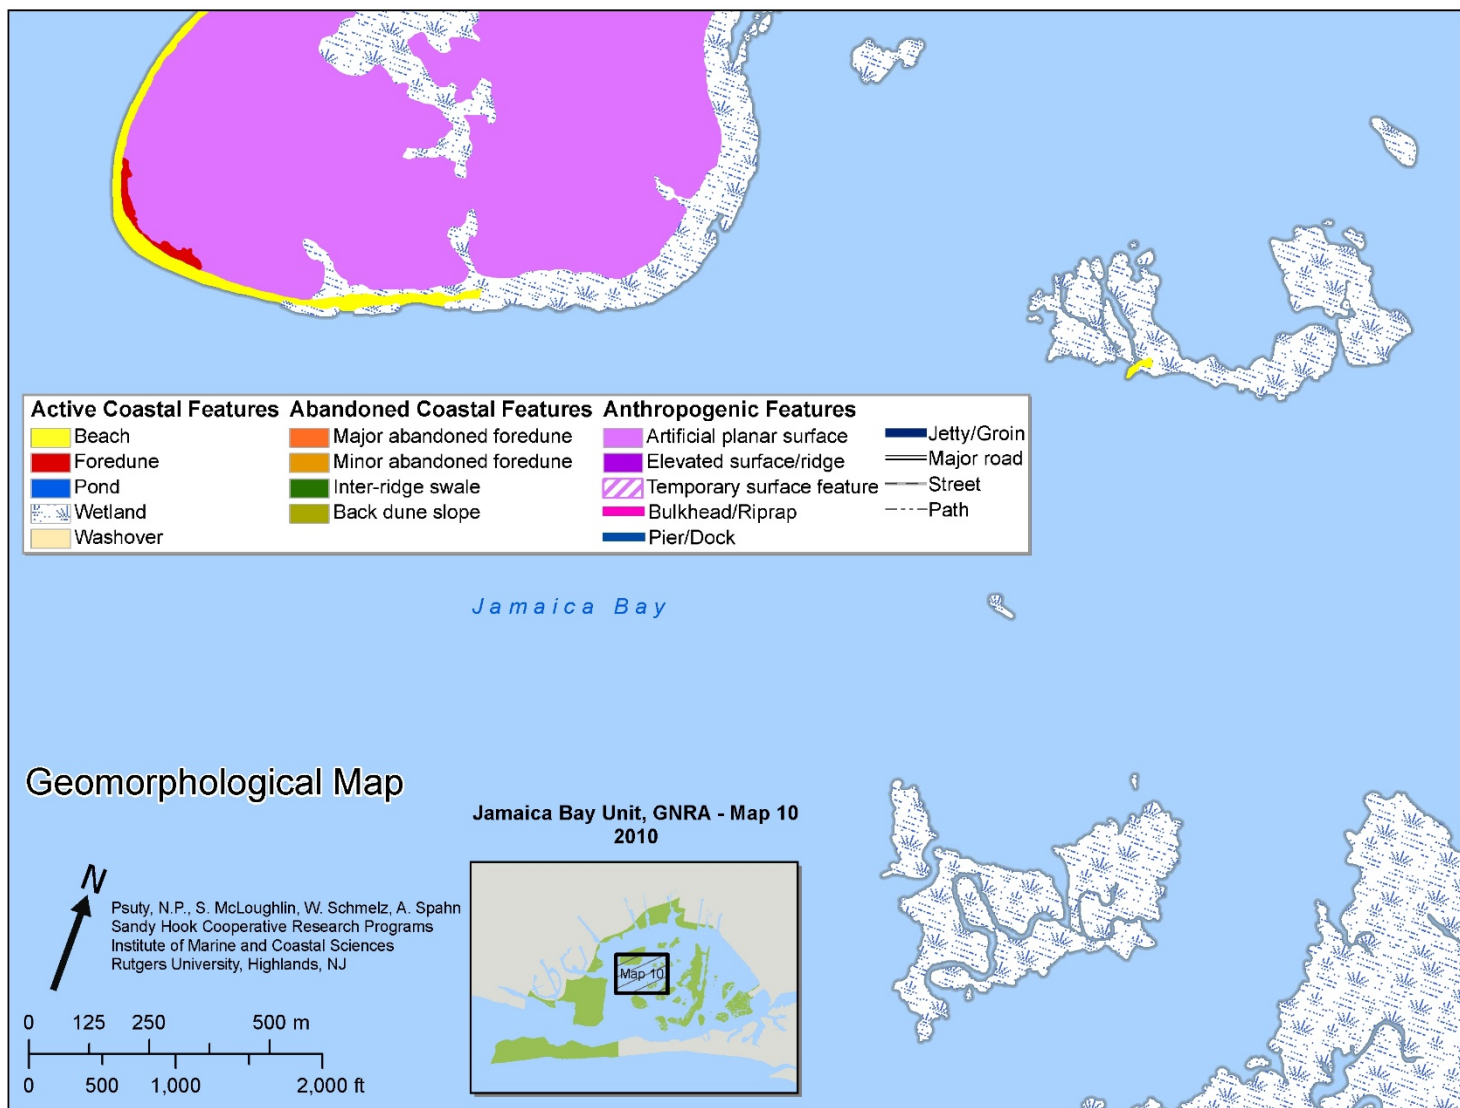 Active Coastal Features
Beach
Foredune
Pond
Wetland
Washover
Abandoned Coastal Features
Major abandoned foredune
Minor abandoned foredune
Inter-ridge swale
Back dune slope
Anthropogenic Features
Artificial planar surface
Elevated surface/ridge
Temporary surface feature
Bulkhead/Riprap
Pier/Dock
Jetty/Groin
Major road
Street
Path
Jamaica Bay
Geomorphological Map
N
Psuty, N.P., S. McLoughlin, W. Schmelz, A. Spahn
Sandy Hook Cooperative Research Programs
Institute of Marine and Coastal Sciences
Rutgers University, Highlands, NJ
0 125 250 500 m
0 500 1,000 2,000 ft
Jamaica Bay Unit, GNRA - Map 10
2010
Map 10